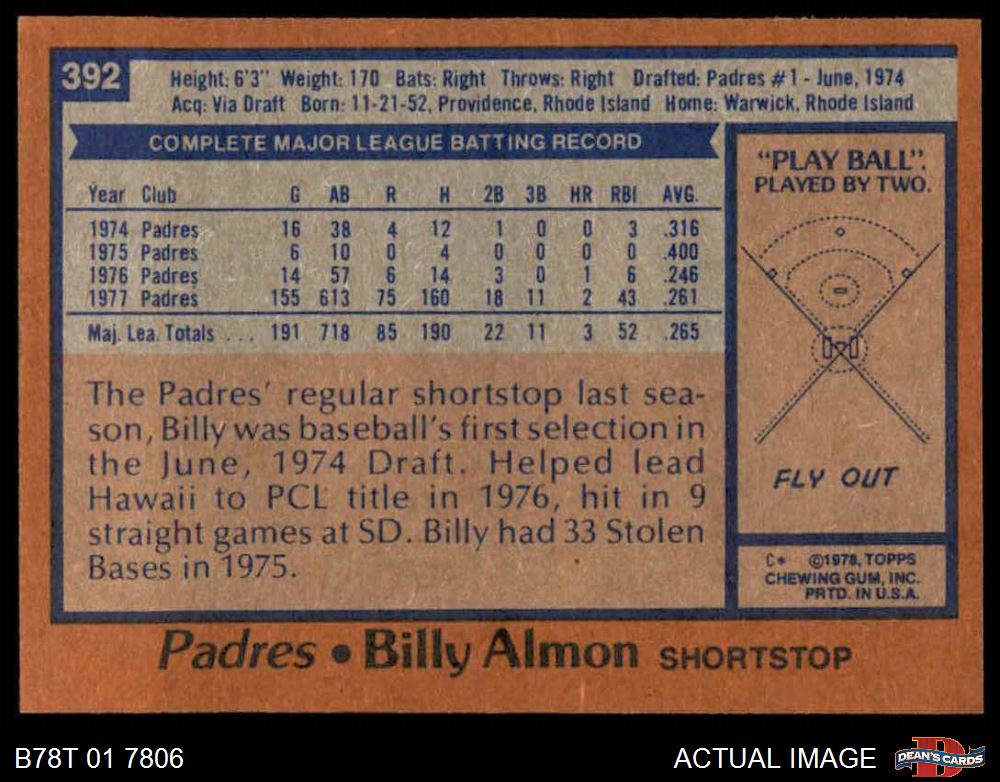 392
Height: 6'3" Weight: 170 Bats: Right Throws: Right Drafted: Padres #1 - June, 1974
Acq: Via Draft Born: 11-21-52, Providence, Rhode Island Home: Warwick, Rhode Island
COMPLETE MAJOR LEAGUE BATTING RECORD
Year Club G AB R H 2B 3B HR RBI AVG.
1974 Padres 16 38 4 12 1 0 0 3 .316
1975 Padres 6 10 0 4 0 0 0 0 .400
1976 Padres 14 57 6 14 3 0 1 6 .246
1977 Padres 155 613 75 160 18 11 2 43 .261
Maj. Lea. Totals . . . 191 718 85 190 22 11 3 52 .265
The Padres' regular shortstop last sea-
son, Billy was baseball's first selection in
the June, 1974 Draft. Helped lead
Hawaii to PCL title in 1976, hit in 9
straight games at SD. Billy had 33 Stolen
Bases in 1975.
"PLAY BALL".
PLAYED BY TWO.
FLY OUT
C* ©1978, TOPPS
CHEWING GUM, INC.
PRTD. IN U.S.A.
Padres • Billy Almon SHORTSTOP
B78T 01 7806
ACTUAL IMAGE
D
DEAN'S CARDS